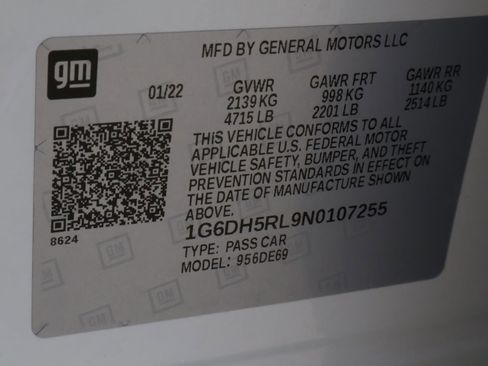 MFD BY GENERAL MOTORS LLC
gm
01/22 GVWR GAWR FRT GAWR RR
2139 KG 998 KG 1140 KG
4715 LB 2201 LB 2514 LB
THIS VEHICLE CONFORMS TO ALL
APPLICABLE U.S. FEDERAL MOTOR
VEHICLE SAFETY, BUMPER, AND THEFT
PREVENTION STANDARDS IN EFFECT ON
THE DATE OF MANUFACTURE SHOWN
ABOVE.
8624
1G6DH5RL9N0107255
TYPE: PASS CAR
MODEL: 956DE69